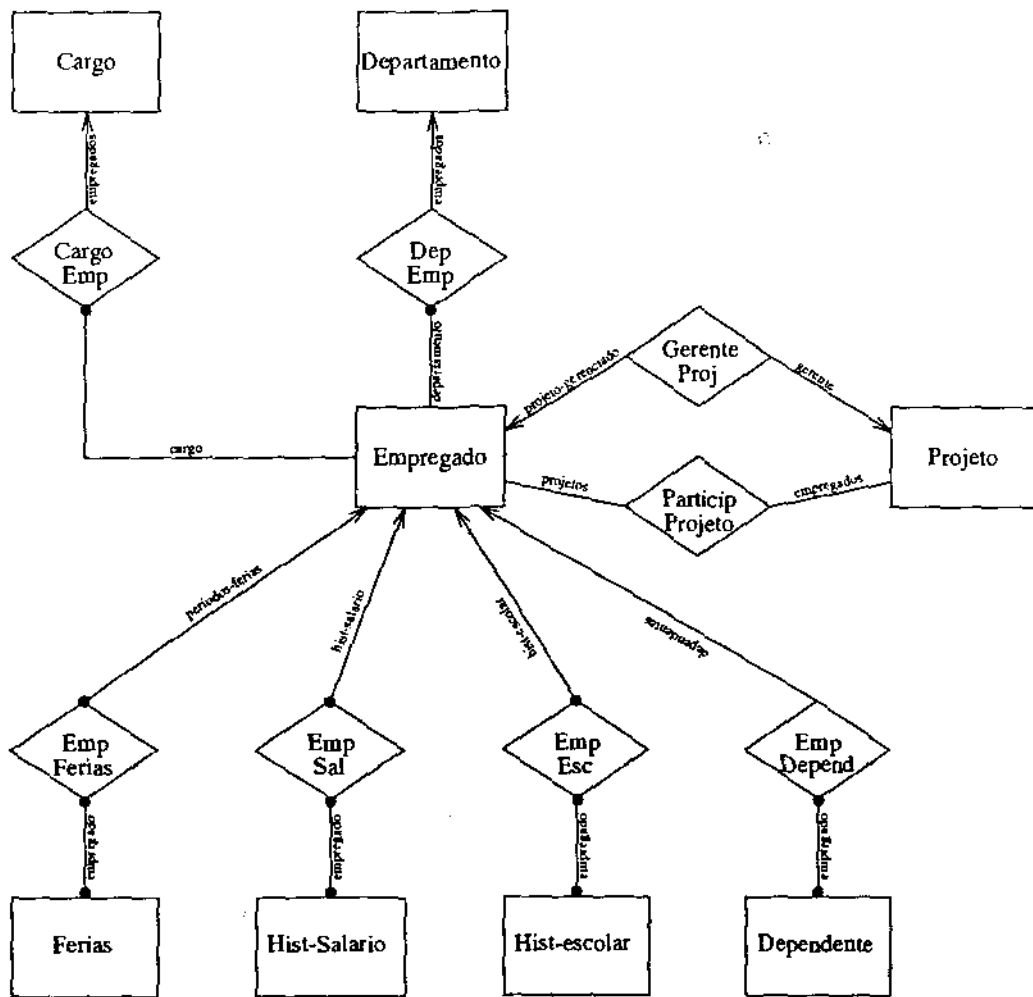 Cargo
Departamento
empregados
empregados
Cargo
Emp
Dep
Emp
departamento
cargo
projeto-gerenciado
Gerente
Proj
gerente
Empregado
Projeto
projetos
Particip
Projeto
empregados
periodos-ferias
hist-salario
hist-escolar
dependentes
Emp
Ferias
Emp
Sal
Emp
Esc
Emp
Depend
empregado
empregado
empregado
empregado
Ferias
Hist-Salario
Hist-escolar
Dependente